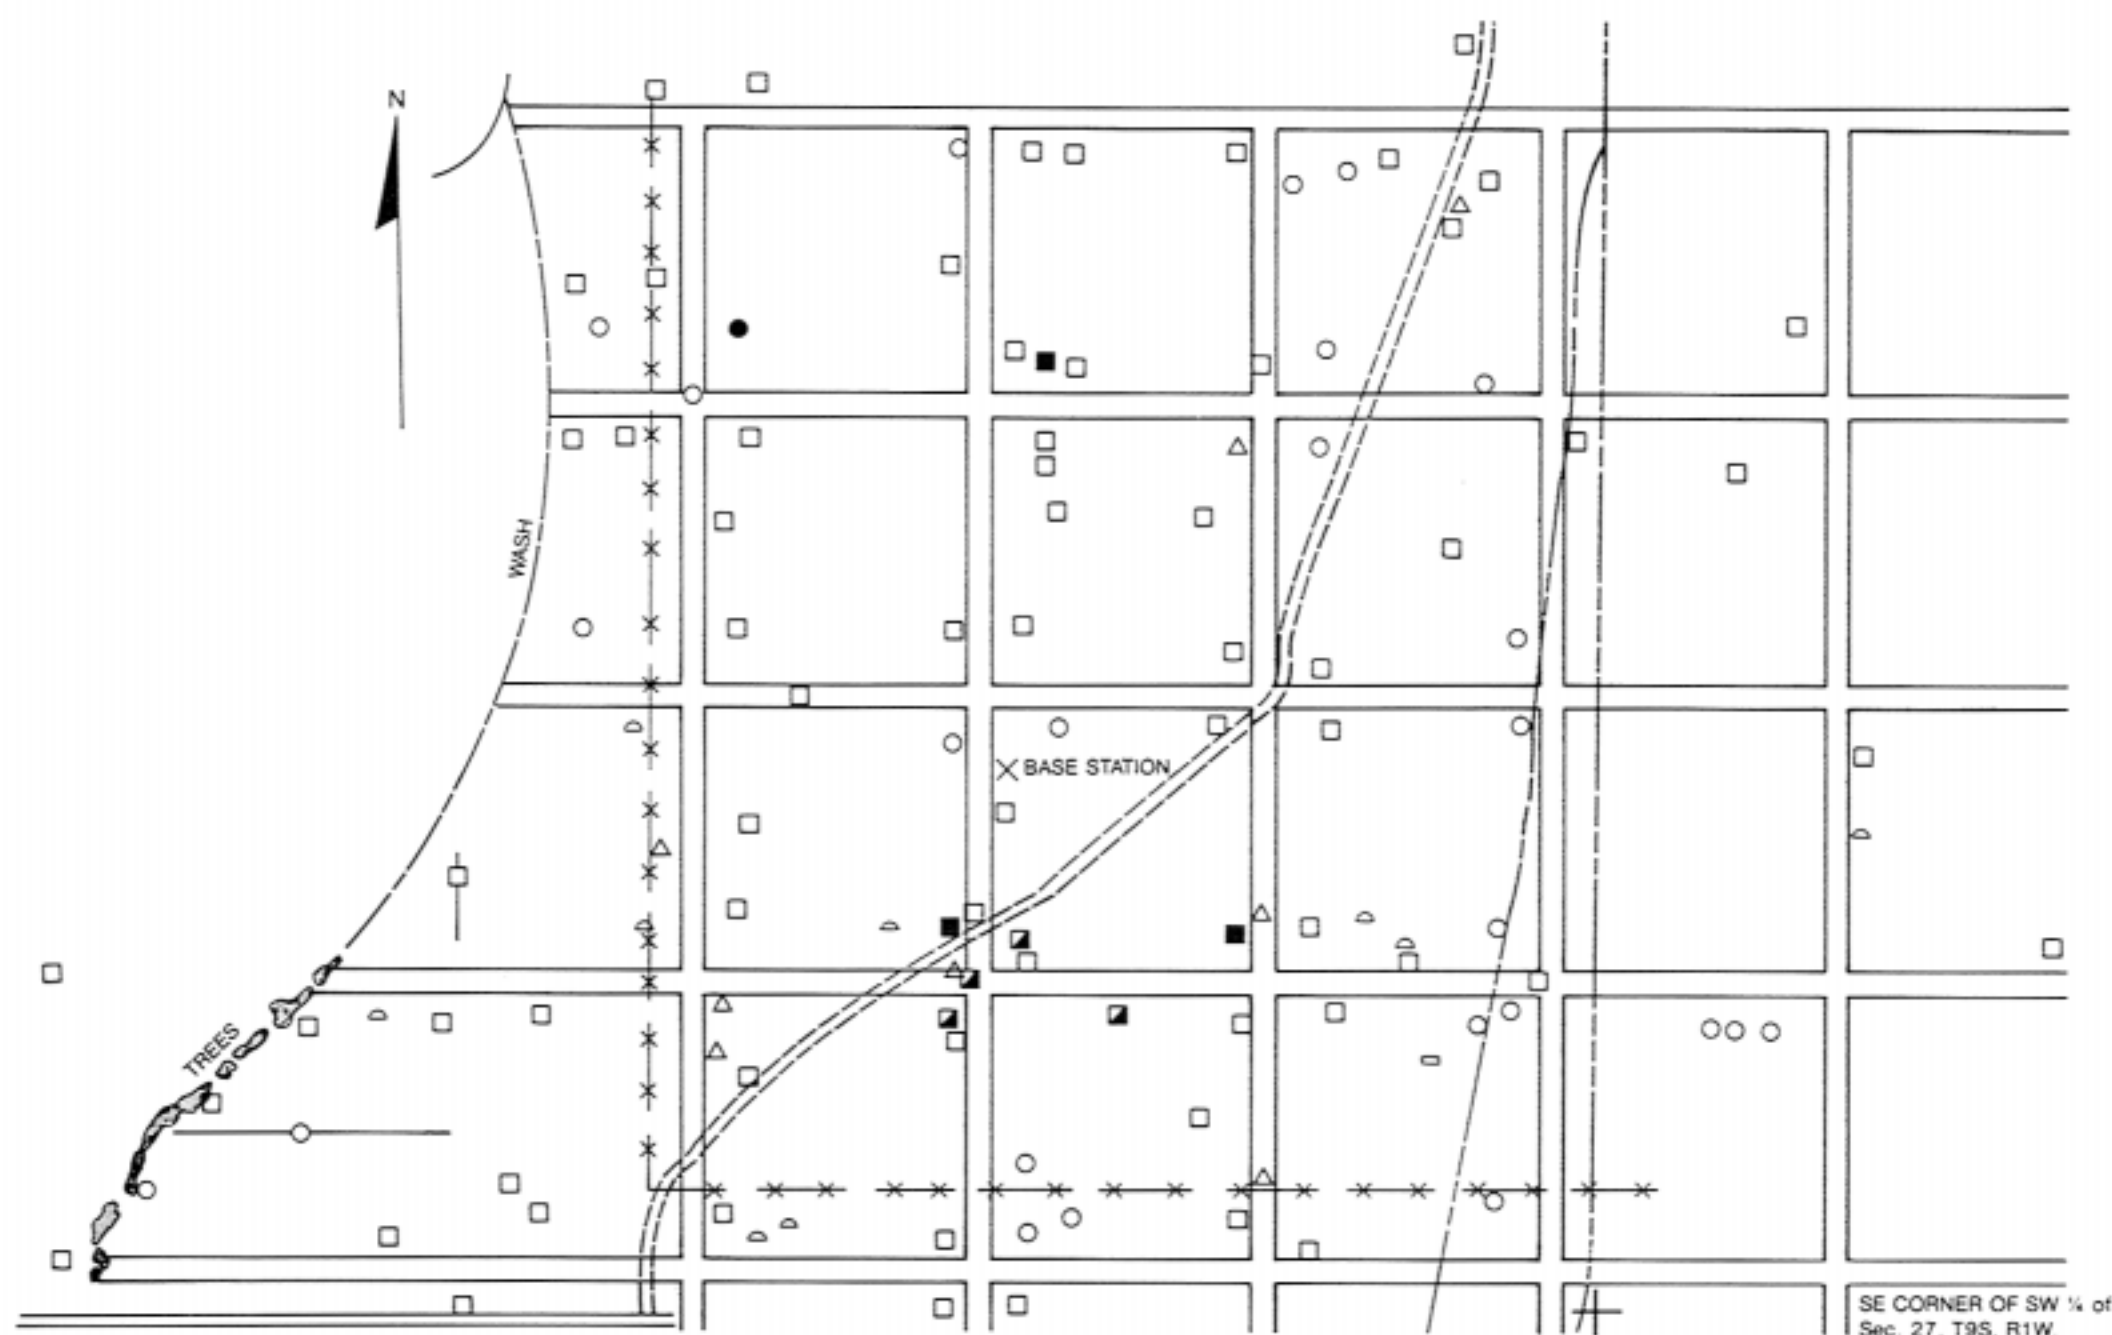 N
WASH
BASE STATION
TREES
SE CORNER OF SW ¼ of
Sec. 27, T9S, R1W